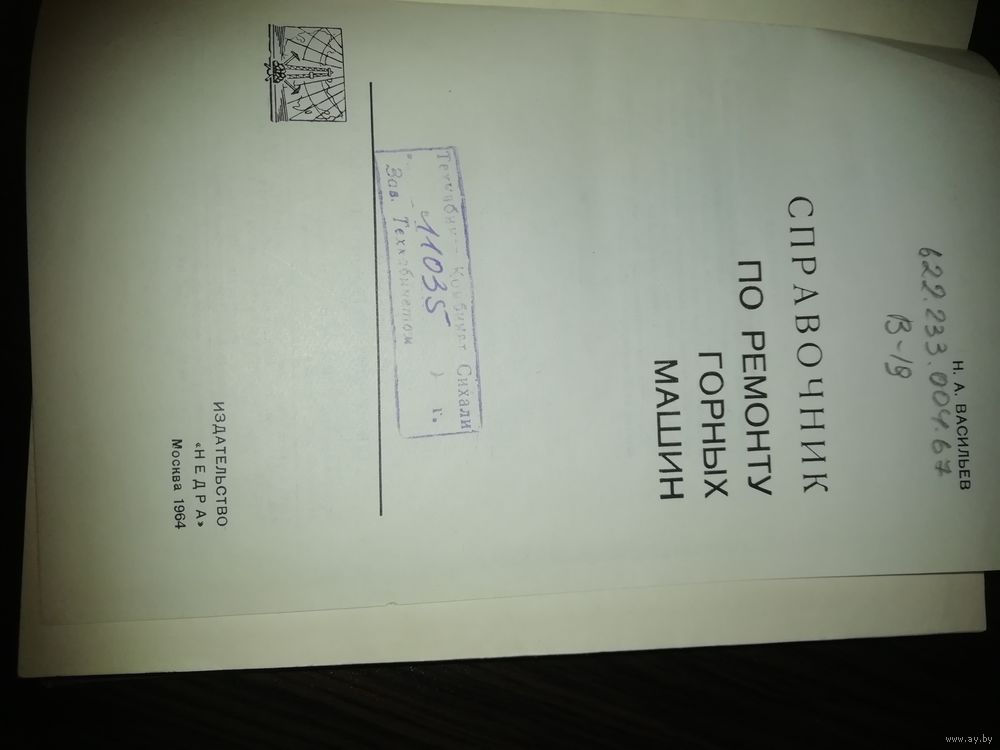 Н. А. ВАСИЛЬЕВ
622.233.004.67
В-19
СПРАВОЧНИК
ПО РЕМОНТУ
ГОРНЫХ
МАШИН
Комбинат Сихали
11035
г.
Зав. Техкабинетом
ИЗДАТЕЛЬСТВО
«НЕДРА»
Москва 1964
www.ay.by